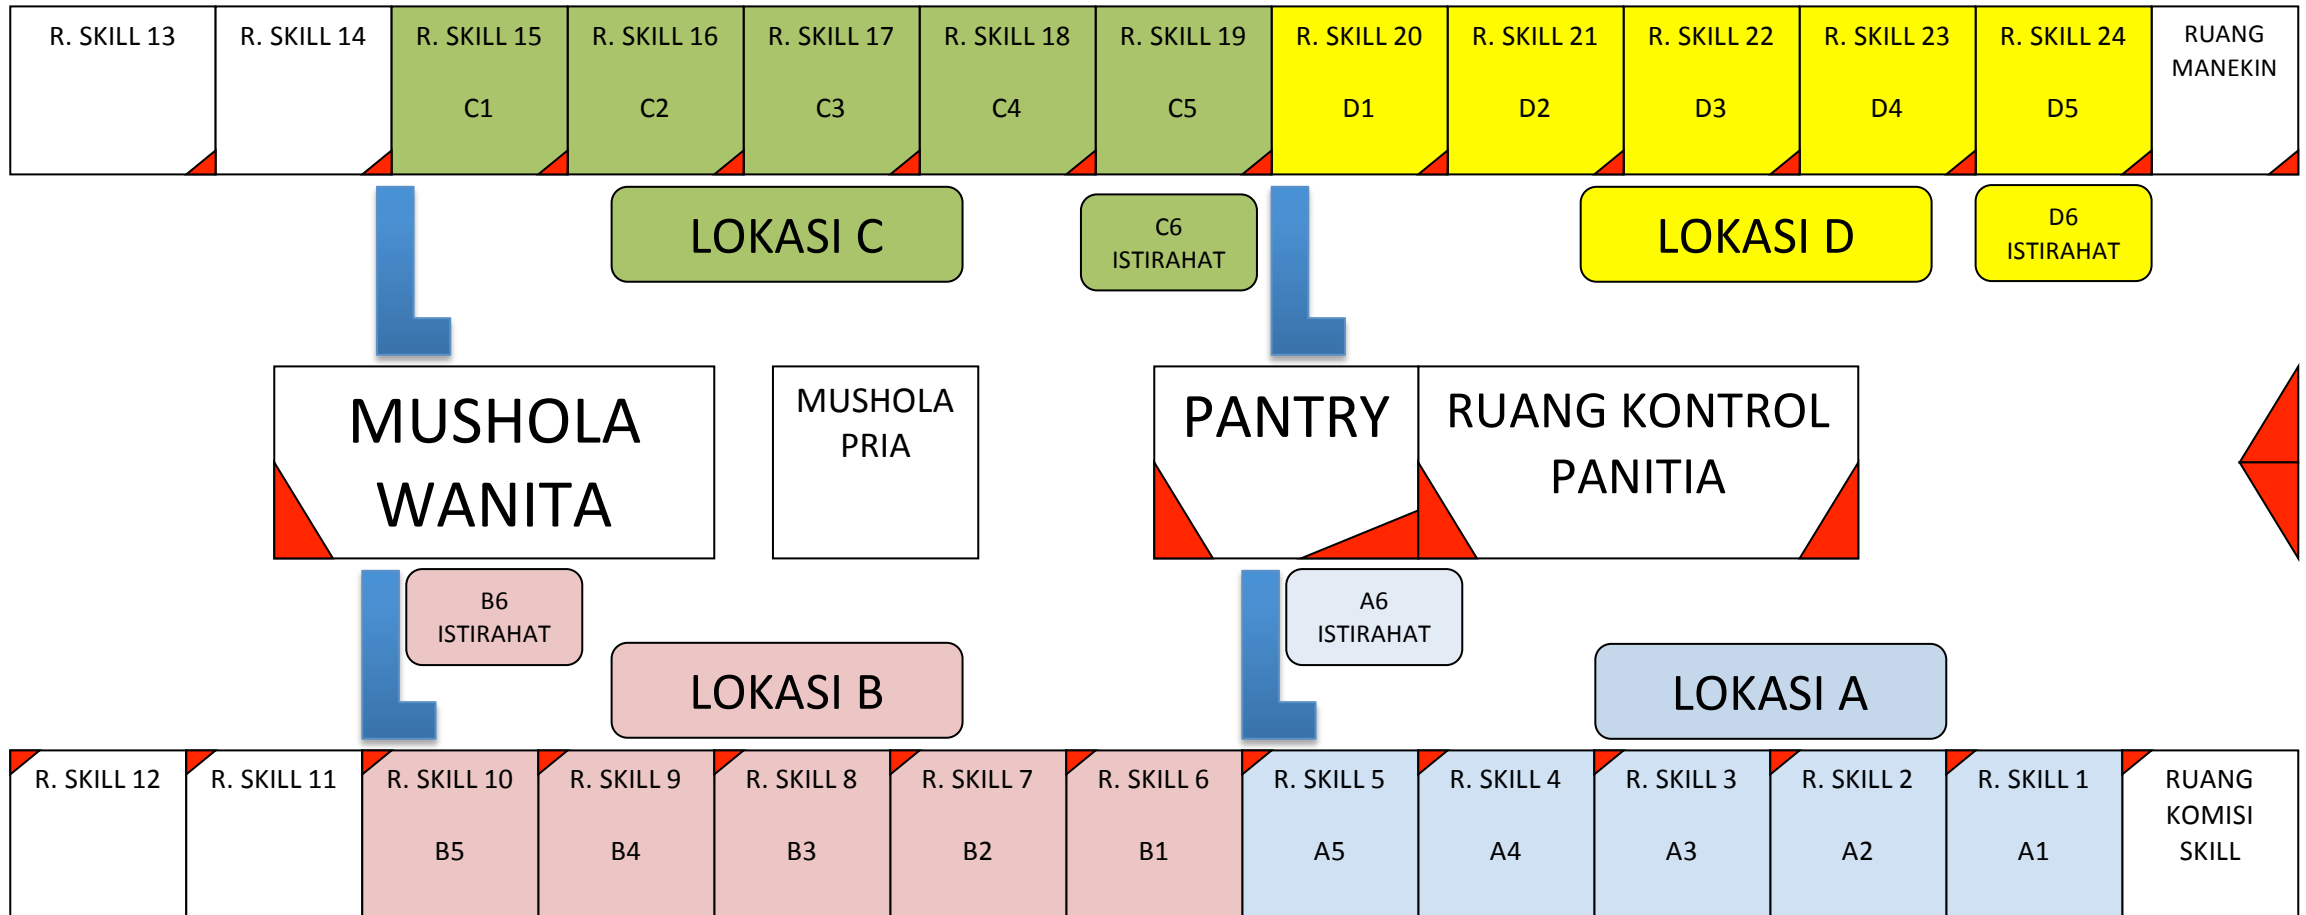 R. SKILL 13
R. SKILL 14
R. SKILL 15
C1
R. SKILL 16
C2
R. SKILL 17
C3
R. SKILL 18
C4
R. SKILL 19
C5
R. SKILL 20
D1
R. SKILL 21
D2
R. SKILL 22
D3
R. SKILL 23
D4
R. SKILL 24
D5
RUANG
MANEKIN
LOKASI C
C6
ISTIRAHAT
LOKASI D
D6
ISTIRAHAT
MUSHOLA
WANITA
MUSHOLA
PRIA
PANTRY
RUANG KONTROL
PANITIA
B6
ISTIRAHAT
LOKASI B
A6
ISTIRAHAT
LOKASI A
R. SKILL 12
R. SKILL 11
R. SKILL 10
B5
R. SKILL 9
B4
R. SKILL 8
B3
R. SKILL 7
B2
R. SKILL 6
B1
R. SKILL 5
A5
R. SKILL 4
A4
R. SKILL 3
A3
R. SKILL 2
A2
R. SKILL 1
A1
RUANG
KOMISI
SKILL